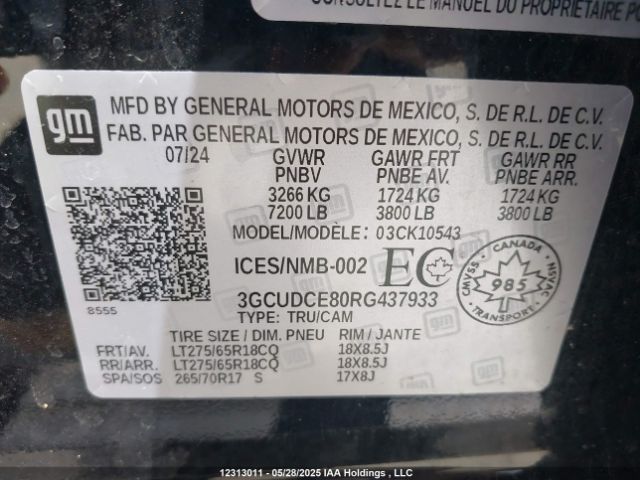 CONSULTEZ LE MANUEL DU PROPRIÉTAIRE
gm
MFD BY GENERAL MOTORS DE MEXICO, S. DE R.L. DE C.V.
FAB. PAR GENERAL MOTORS DE MEXICO, S. DE R.L. DE C.V.
07/24 GVWR GAWR FRT GAWR RR
PNBV PNBE AV. PNBE ARR.
3266 KG 1724 KG 1724 KG
7200 LB 3800 LB 3800 LB
MODEL/MODÈLE: 03CK10543
ICES/NMB-002 EC
CANADA CMVSS 985 HVAC
8555
3GCUDCE80RG437933
TYPE: TRU/CAM
TIRE SIZE / DIM. PNEU RIM / JANTE
FRT/AV. LT275/65R18CQ 18X8.5J
RR/ARR. LT275/65R18CQ 18X8.5J
SPA/SOS 265/70R17 S 17X8J
12313011 — 05/28/2025 IAA Holdings , LLC